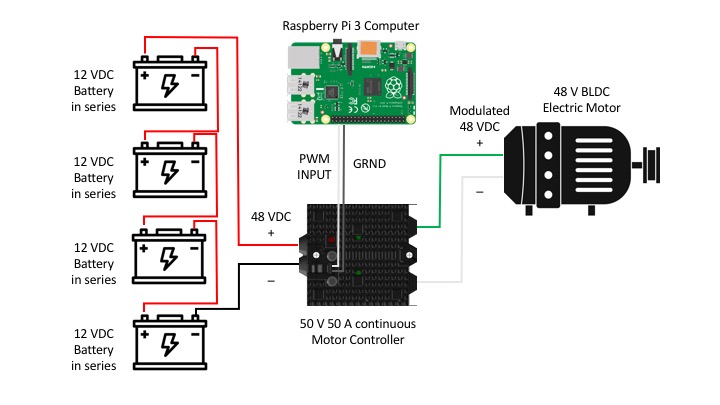 Raspberry Pi 3 Computer
12 VDC
Battery
in series
+
–
48 V BLDC
Electric Motor
Modulated
48 VDC
+
–
12 VDC
Battery
in series
+
–
PWM
INPUT
GRND
48 VDC
+
–
12 VDC
Battery
in series
+
–
50 V 50 A continuous
Motor Controller
12 VDC
Battery
in series
+
–